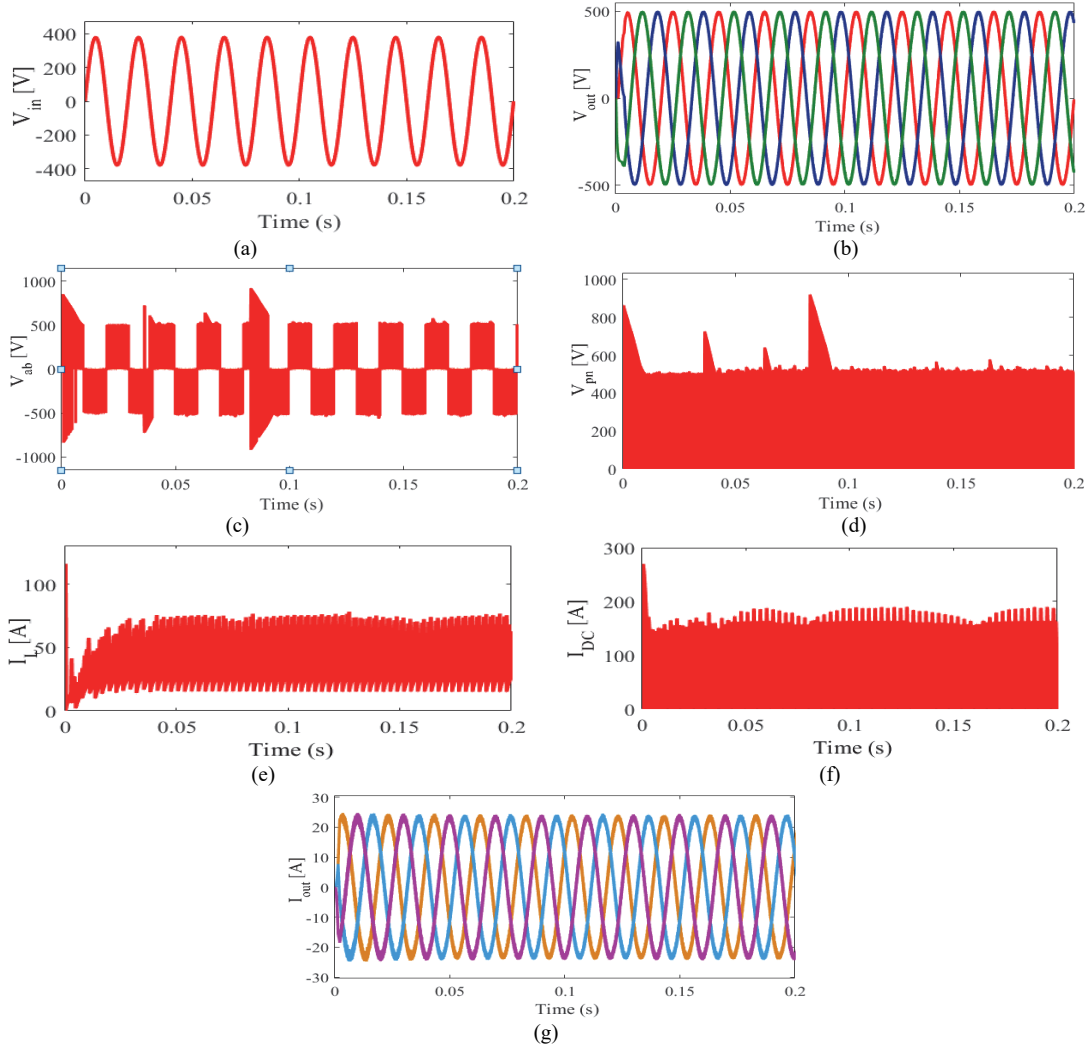 400
200
0
-200
-400
V_in [V]
0 0.05 0.1 0.15 0.2
Time (s)
(a)
500
0
-500
V_out [V]
0 0.05 0.1 0.15 0.2
Time (s)
(b)
1000
500
0
-500
-1000
V_ab [V]
0 0.05 0.1 0.15 0.2
Time (s)
(c)
1000
800
600
400
200
0
V_pn [V]
0 0.05 0.1 0.15 0.2
Time (s)
(d)
100
50
0
I_L [A]
0 0.05 0.1 0.15 0.2
Time (s)
(e)
300
200
100
0
I_DC [A]
0 0.05 0.1 0.15 0.2
Time (s)
(f)
30
20
10
0
-10
-20
-30
I_out [A]
0 0.05 0.1 0.15 0.2
Time (s)
(g)